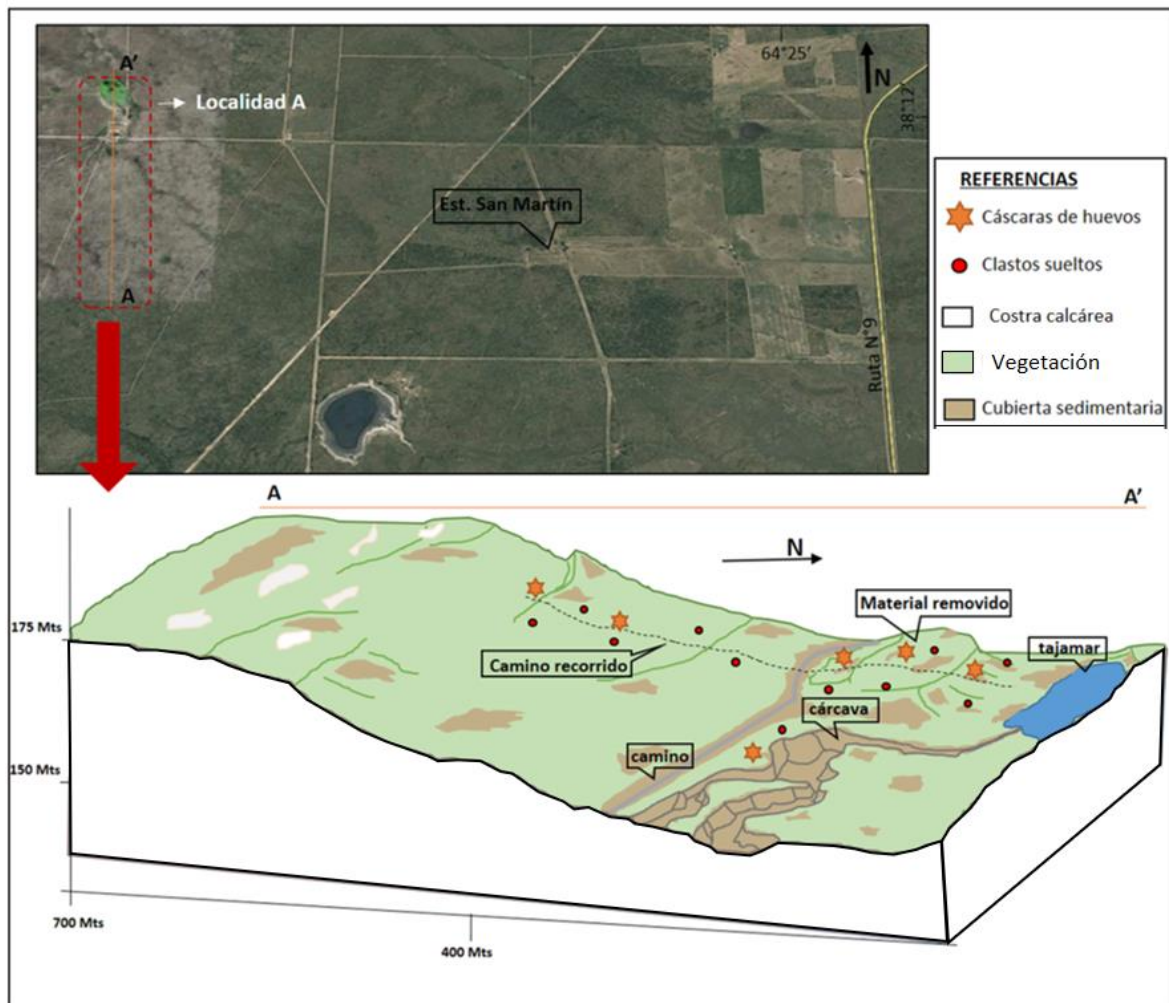 A'
Localidad A
64°25'
N
38°12'
Est. San Martín
A
Ruta N°9
REFERENCIAS
Cáscaras de huevos
Clastos sueltos
Costra calcárea
Vegetación
Cubierta sedimentaria
A
A'
N
Material removido
175 Mts
tajamar
Camino recorrido
cárcava
camino
150 Mts
700 Mts
400 Mts